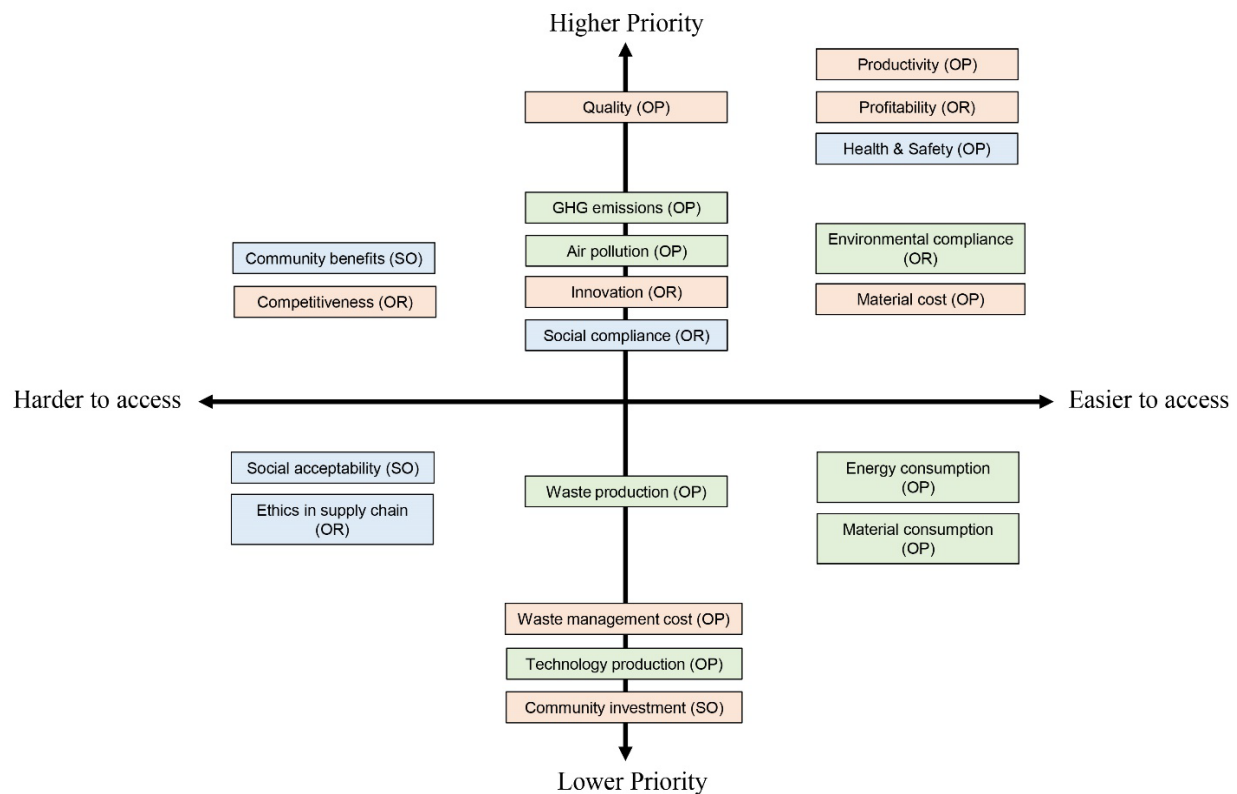 Higher Priority
Productivity (OP)
Quality (OP)
Profitability (OR)
Health & Safety (OP)
GHG emissions (OP)
Community benefits (SO)
Air pollution (OP)
Environmental compliance
(OR)
Competitiveness (OR)
Innovation (OR)
Material cost (OP)
Social compliance (OR)
Harder to access
Easier to access
Social acceptability (SO)
Energy consumption
(OP)
Ethics in supply chain
(OR)
Waste production (OP)
Material consumption
(OP)
Waste management cost (OP)
Technology production (OP)
Community investment (SO)
Lower Priority